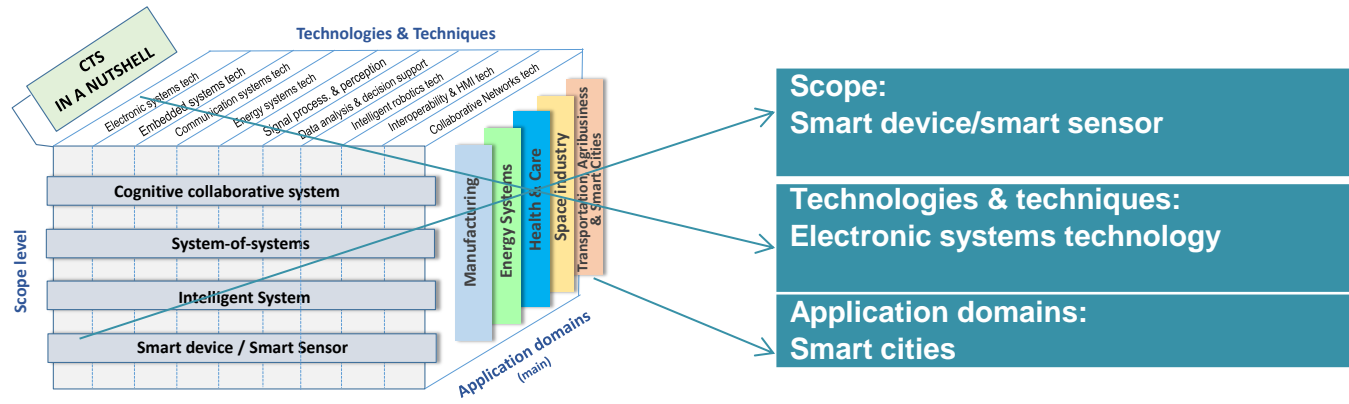 CTS
IN A NUTSHELL
Technologies & Techniques
Electronic systems tech
Embedded systems tech
Communication systems tech
Energy systems tech
Signal process. & perception
Data analysis & decision support
Intelligent robotics tech
Interoperability & HMI tech
Collaborative Networks tech
Scope level
Cognitive collaborative system
System-of-systems
Intelligent System
Smart device / Smart Sensor
Manufacturing
Energy Systems
Health & Care
Space/industry
Transportation, Agribusiness
& Smart Cities
Application domains
(main)
Scope:
Smart device/smart sensor
Technologies & techniques:
Electronic systems technology
Application domains:
Smart cities